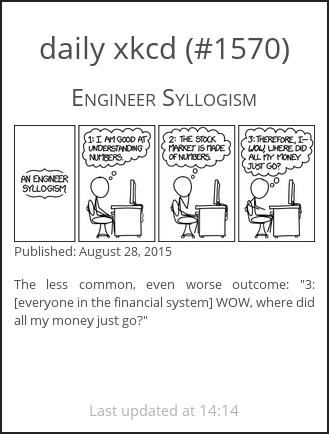 daily xkcd (#1570)
Engineer Syllogism
AN ENGINEER
SYLLOGISM
1: I AM GOOD AT
UNDERSTANDING
NUMBERS.
2: THE STOCK
MARKET IS MADE
OF NUMBERS.
3: THEREFORE, I—
WOW, WHERE DID
ALL MY MONEY
JUST GO?
Published: August 28, 2015
The less common, even worse outcome: "3:
[everyone in the financial system] WOW, where did
all my money just go?"
Last updated at 14:14